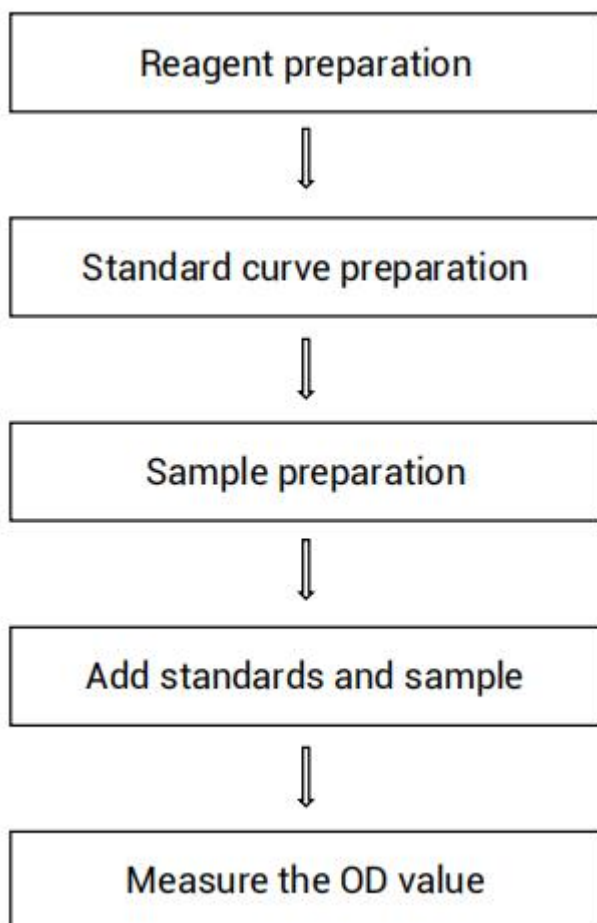 Reagent preparation
Standard curve preparation
Sample preparation
Add standards and sample
Measure the OD value